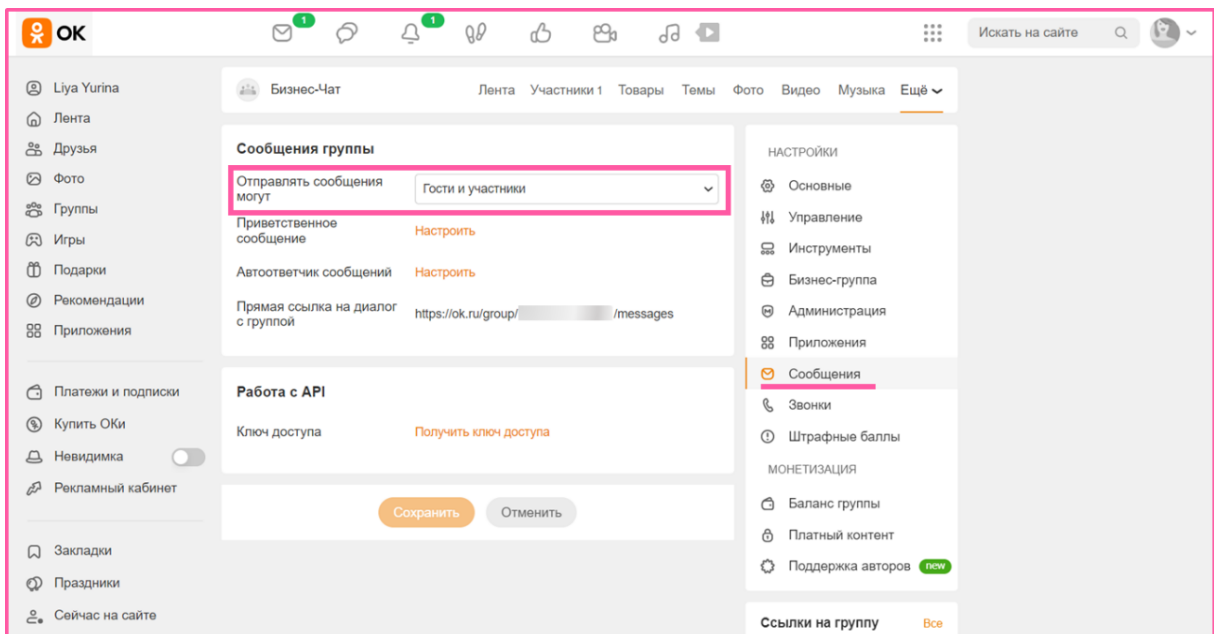 1
1
ОК
Искать на сайте
Liya Yurina
Лента
Друзья
Фото
Группы
Игры
Подарки
Рекомендации
Приложения
Платежи и подписки
Купить ОКи
Невидимка
Рекламный кабинет
Закладки
Праздники
Сейчас на сайте
Бизнес-Чат
Лента Участники 1 Товары Темы Фото Видео Музыка Ещё
Сообщения группы
Отправлять сообщения
могут
Гости и участники
Приветственное
сообщение
Настроить
Автоответчик сообщений
Настроить
Прямая ссылка на диалог
с группой
https://ok.ru/group/ /messages
Работа с API
Ключ доступа
Получить ключ доступа
Сохранить
Отменить
НАСТРОЙКИ
Основные
Управление
Инструменты
Бизнес-группа
Администрация
Приложения
Сообщения
Звонки
Штрафные баллы
МОНЕТИЗАЦИЯ
Баланс группы
Платный контент
Поддержка авторов new
Ссылки на группу
Все